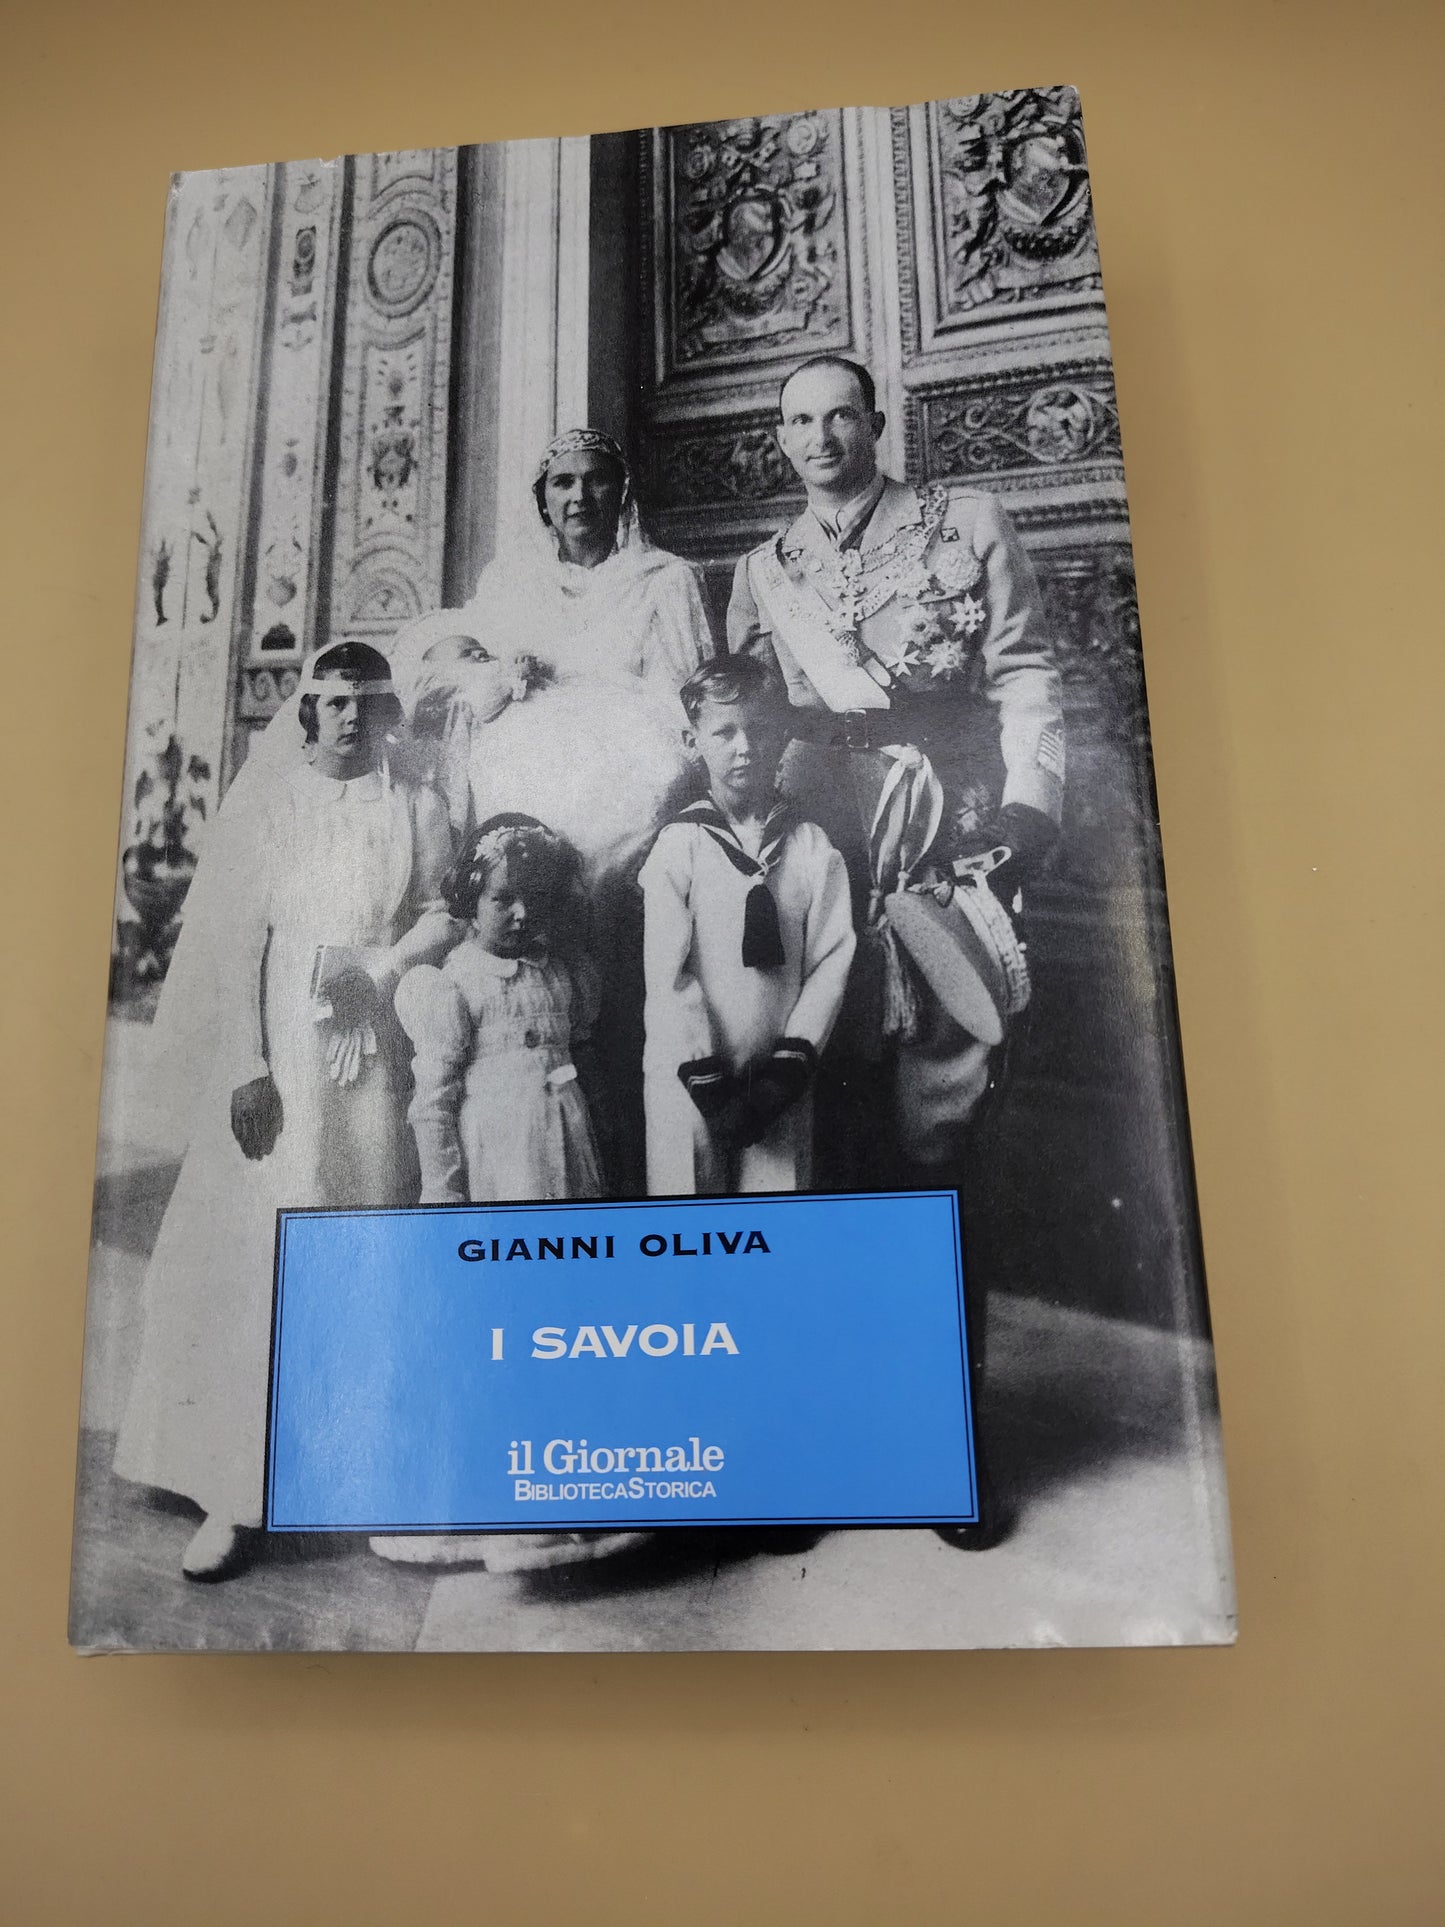 GIANNI OLIVA
I SAVOIA
il Giornale
BIBLIOTECASTORICA